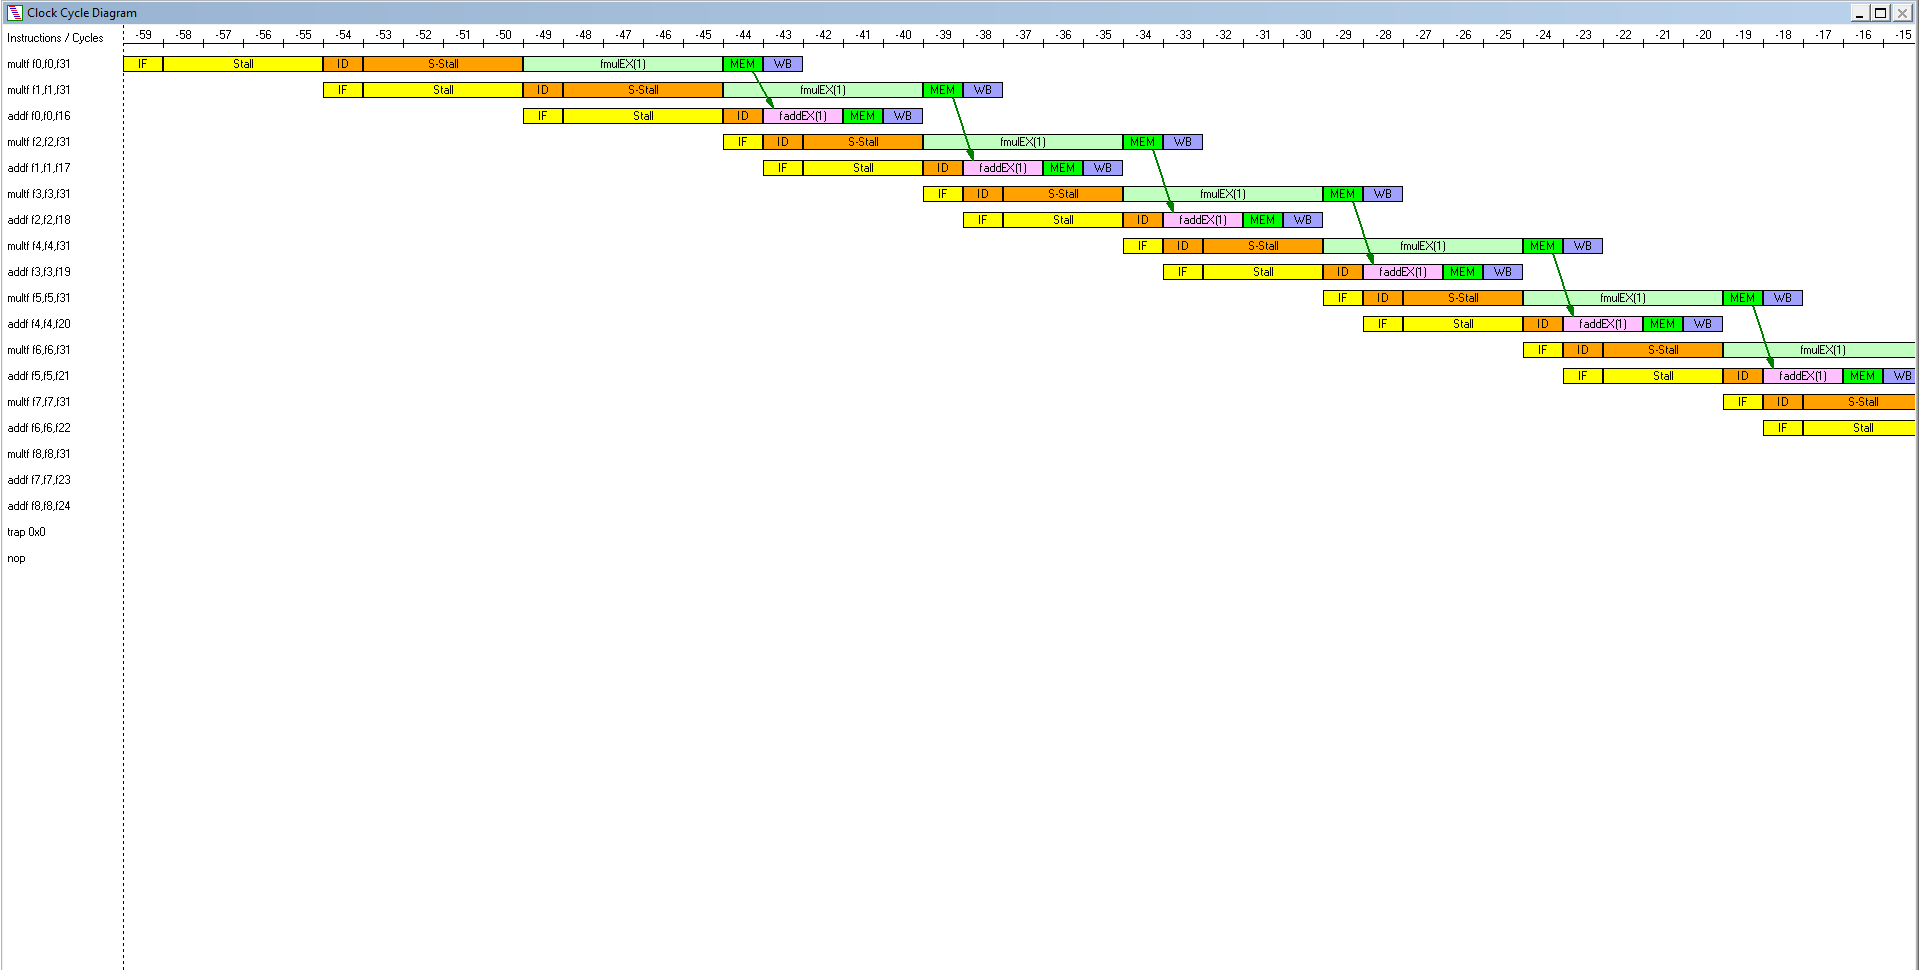 Clock Cycle Diagram
Instructions / Cycles -59 -58 -57 -56 -55 -54 -53 -52 -51 -50 -49 -48 -47 -46 -45 -44 -43 -42 -41 -40 -39 -38 -37 -36 -35 -34 -33 -32 -31 -30 -29 -28 -27 -26 -25 -24 -23 -22 -21 -20 -19 -18 -17 -16 -15
multf f0,f0,f31 IF Stall ID S-Stall fmulEX(1) MEM WB
multf f1,f1,f31 IF Stall ID S-Stall fmulEX(1) MEM WB
addf f0,f0,f16 IF Stall ID faddEX(1) MEM WB
multf f2,f2,f31 IF ID S-Stall fmulEX(1) MEM WB
addf f1,f1,f17 IF Stall ID faddEX(1) MEM WB
multf f3,f3,f31 IF ID S-Stall fmulEX(1) MEM WB
addf f2,f2,f18 IF Stall ID faddEX(1) MEM WB
multf f4,f4,f31 IF ID S-Stall fmulEX(1) MEM WB
addf f3,f3,f19 IF Stall ID faddEX(1) MEM WB
multf f5,f5,f31 IF ID S-Stall fmulEX(1) MEM WB
addf f4,f4,f20 IF Stall ID faddEX(1) MEM WB
multf f6,f6,f31 IF ID S-Stall fmulEX(1)
addf f5,f5,f21 IF Stall ID faddEX(1) MEM WB
multf f7,f7,f31 IF ID S-Stall
addf f6,f6,f22 IF Stall
multf f8,f8,f31
addf f7,f7,f23
addf f8,f8,f24
trap 0x0
nop